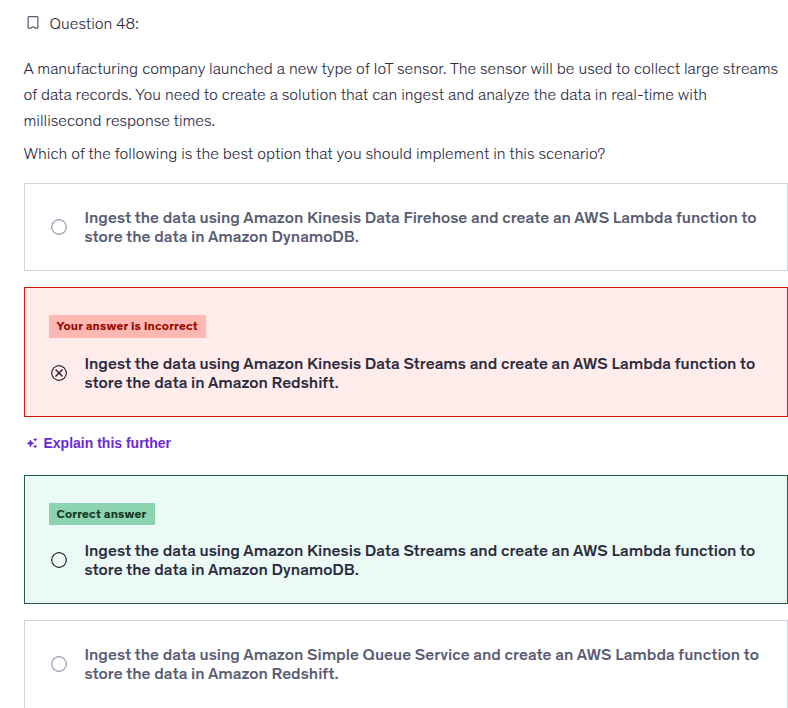 Question 48:
A manufacturing company launched a new type of IoT sensor. The sensor will be used to collect large streams
of data records. You need to create a solution that can ingest and analyze the data in real-time with
millisecond response times.
Which of the following is the best option that you should implement in this scenario?
Ingest the data using Amazon Kinesis Data Firehose and create an AWS Lambda function to
store the data in Amazon DynamoDB.
Your answer is incorrect
Ingest the data using Amazon Kinesis Data Streams and create an AWS Lambda function to
store the data in Amazon Redshift.
Explain this further
Correct answer
Ingest the data using Amazon Kinesis Data Streams and create an AWS Lambda function to
store the data in Amazon DynamoDB.
Ingest the data using Amazon Simple Queue Service and create an AWS Lambda function to
store the data in Amazon Redshift.